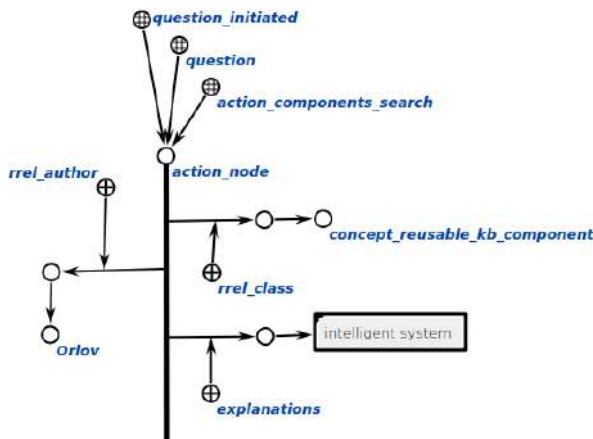 question_initiated
question
action_components_search
action_node
rrel_author
concept_reusable_kb_component
rrel_class
intelligent system
Orlov
explanations